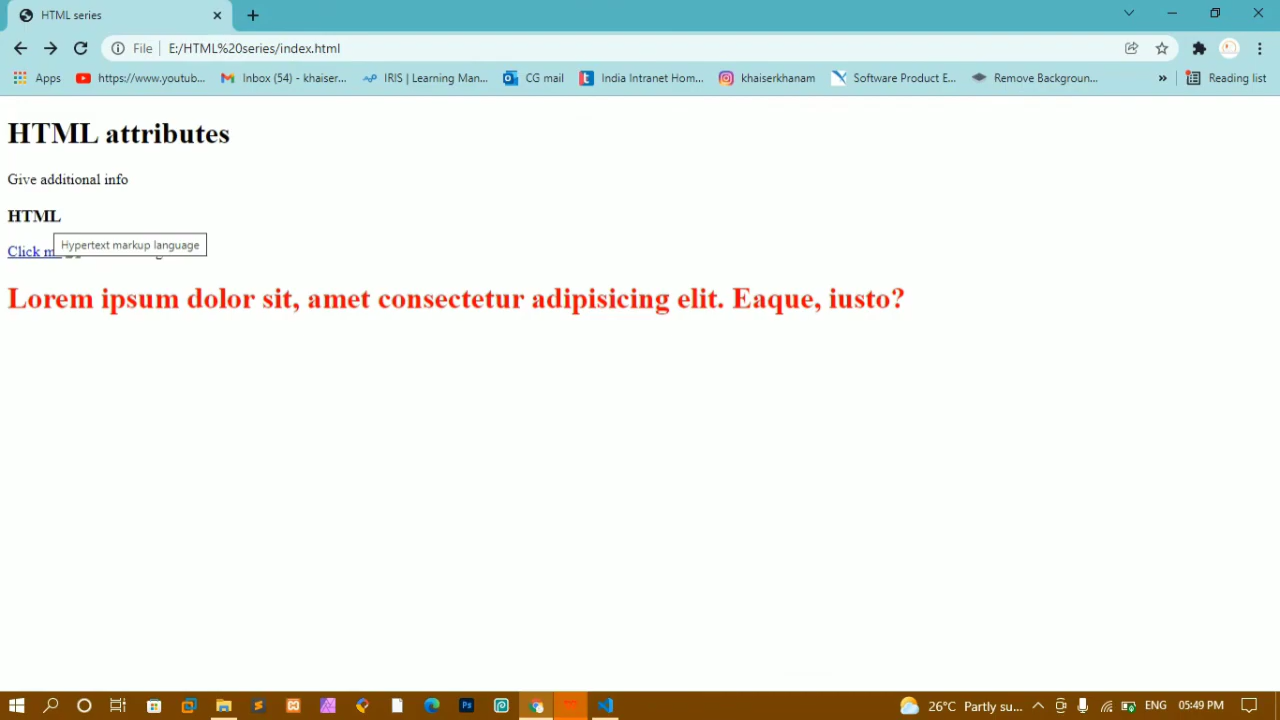 HTML series
File
E:/HTML%20series/index.html
Apps
https://www.youtub...
Inbox (54) - khaiser...
IRIS | Learning Man...
CG mail
India Intranet Hom...
khaiserkhanam
Software Product E...
Remove Backgroun...
»
Reading list
HTML attributes
Give additional info
HTML
Hypertext markup language
Click m
Lorem ipsum dolor sit, amet consectetur adipisicing elit. Eaque, iusto?
26°C Partly su...
ENG
05:49 PM